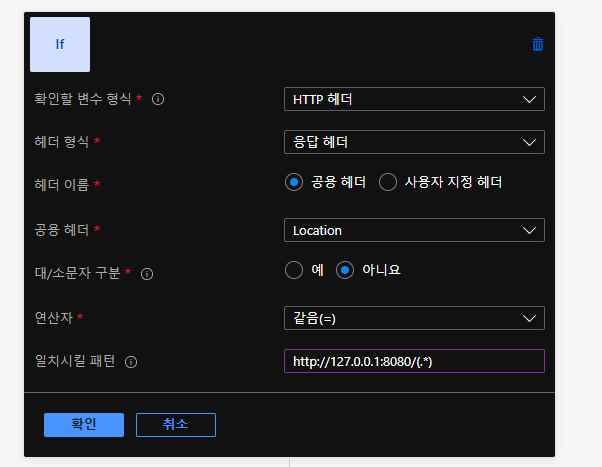 If
확인할 변수 형식 * HTTP 헤더
헤더 형식 * 응답 헤더
헤더 이름 * 공용 헤더 사용자 지정 헤더
공용 헤더 * Location
대/소문자 구분 * 예 아니요
연산자 * 같음(=)
일치시킬 패턴 http://127.0.0.1:8080/(.*)
확인 취소